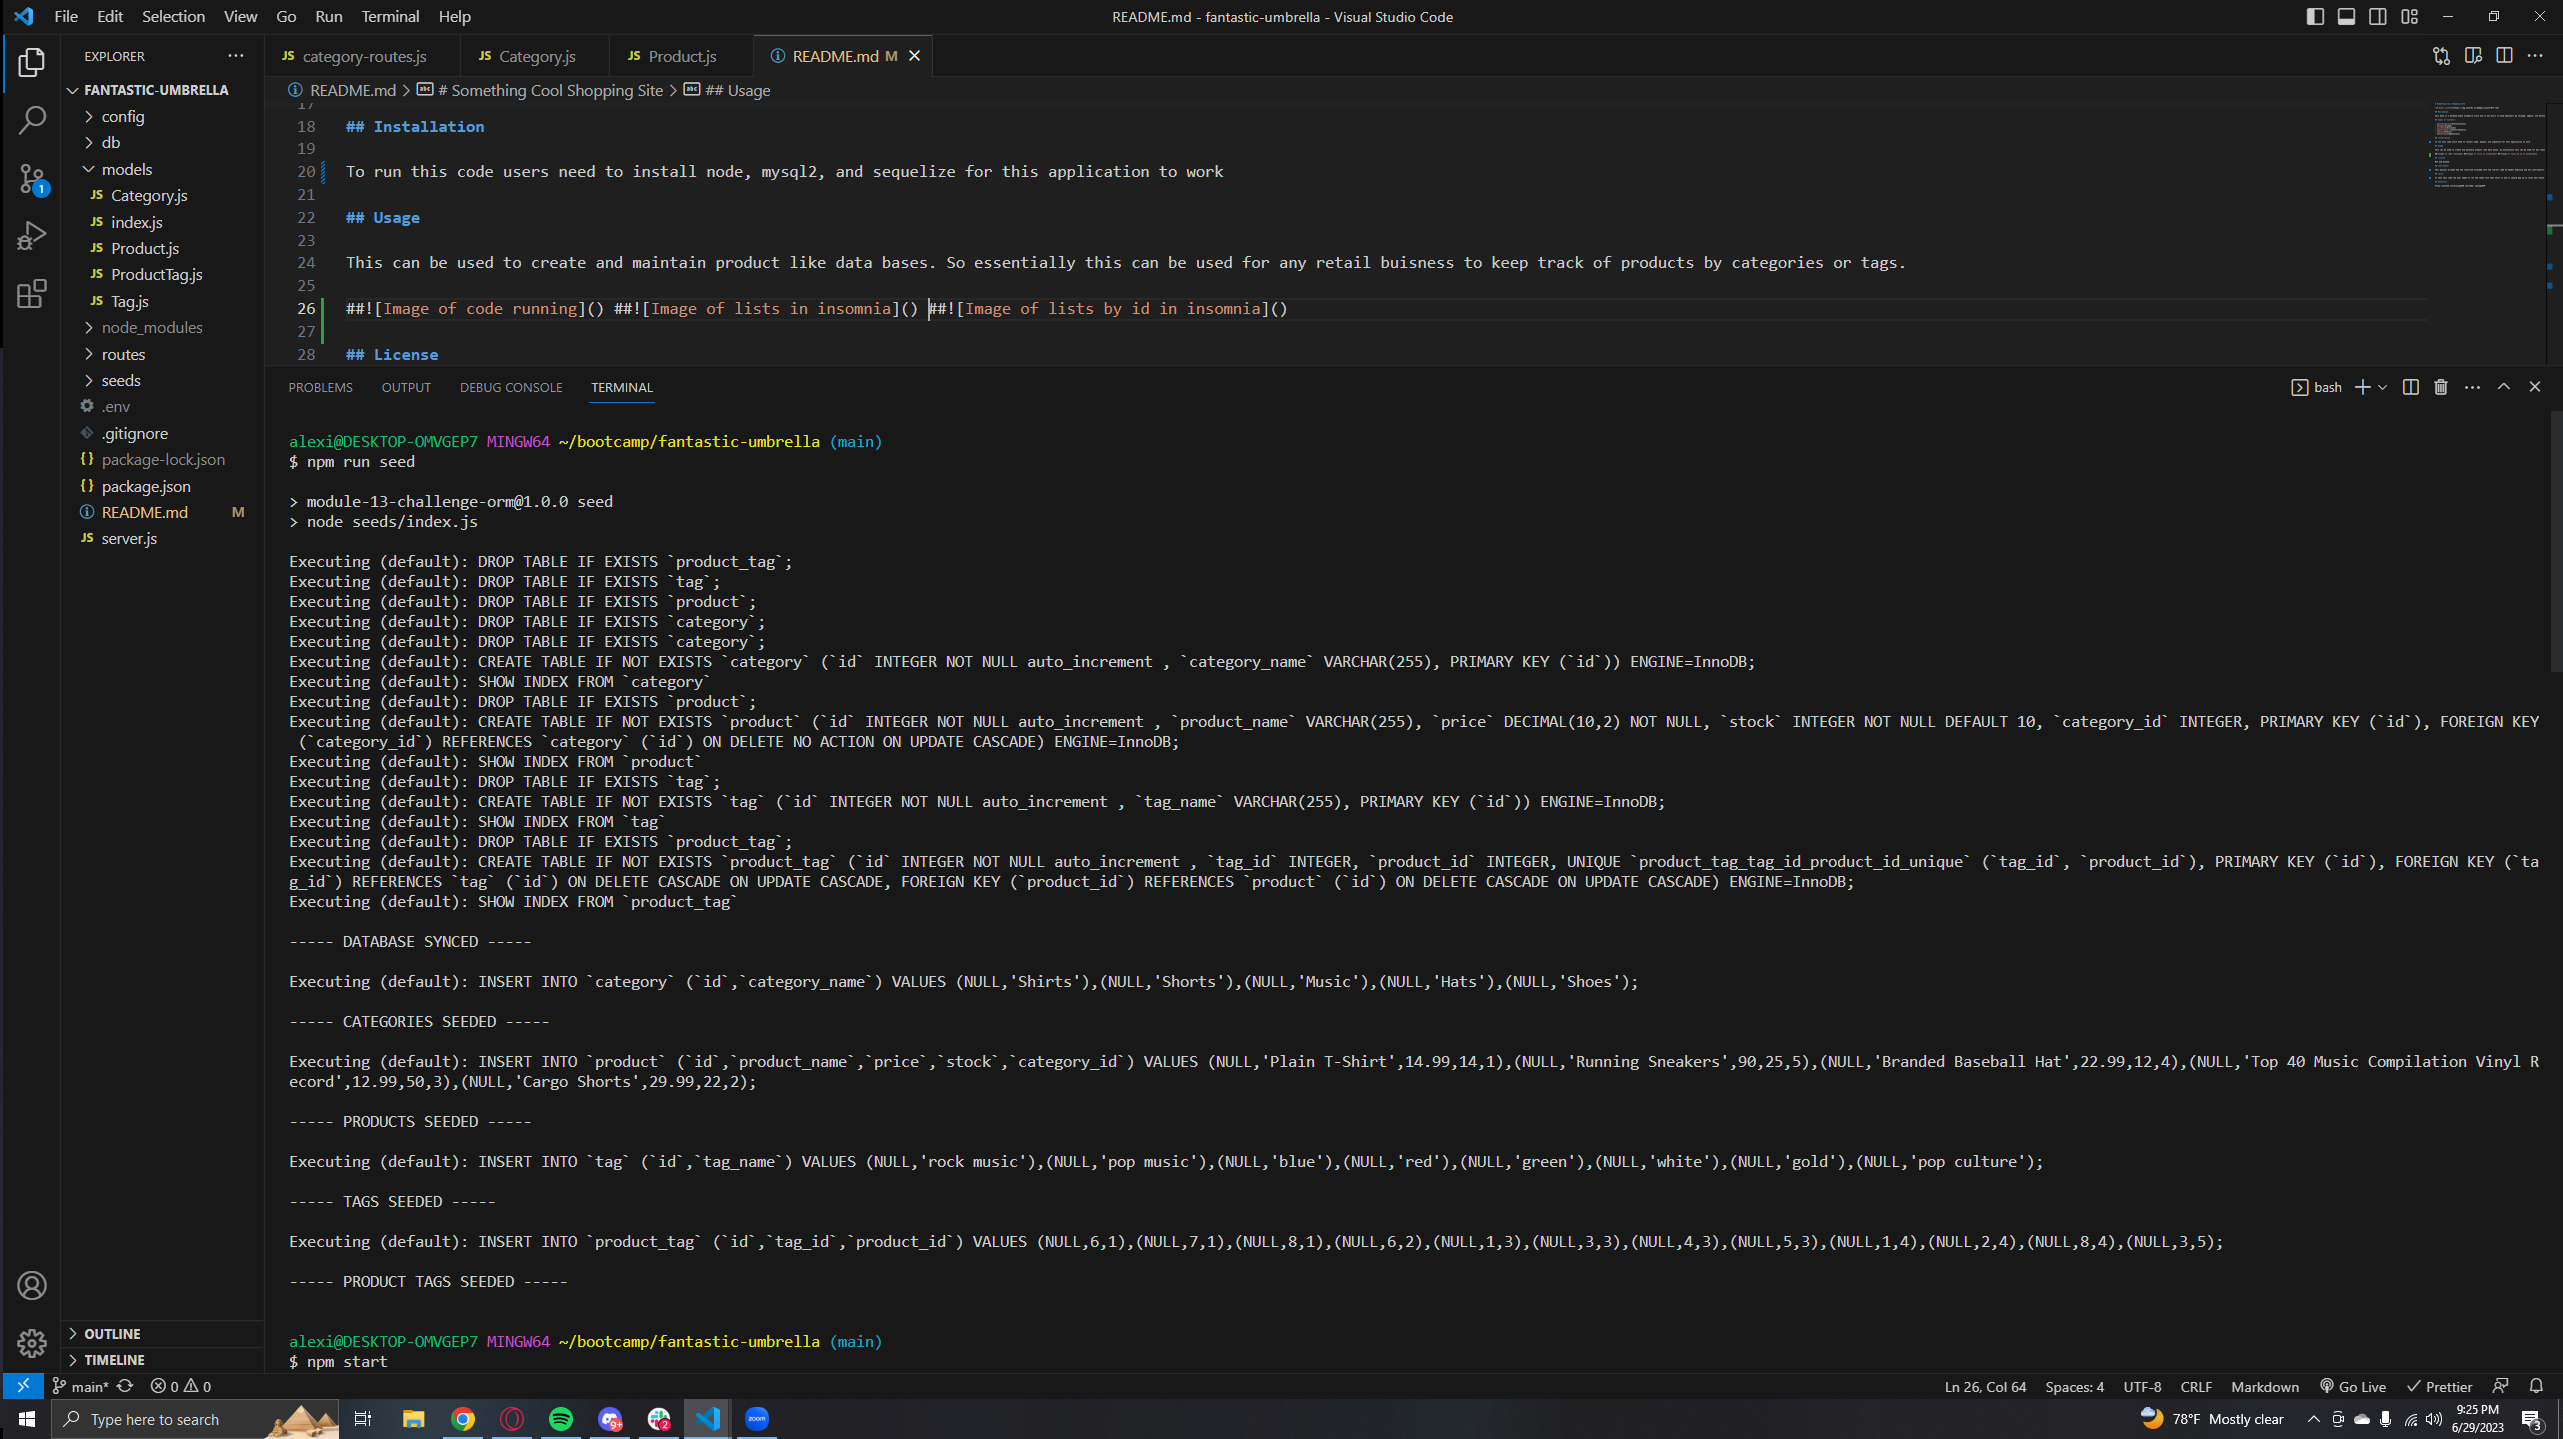 File Edit Selection View Go Run Terminal Help
README.md - fantastic-umbrella - Visual Studio Code
EXPLORER
FANTASTIC-UMBRELLA
config
db
models
JS Category.js
JS index.js
JS Product.js
JS ProductTag.js
JS Tag.js
node_modules
routes
seeds
.env
.gitignore
{} package-lock.json
{} package.json
README.md M
JS server.js
OUTLINE
TIMELINE
1
JS category-routes.js JS Category.js JS Product.js README.md M
README.md > # Something Cool Shopping Site > ## Usage
17
18 ## Installation
19
20 To run this code users need to install node, mysql2, and sequelize for this application to work
21
22 ## Usage
23
24 This can be used to create and maintain product like data bases. So essentially this can be used for any retail buisness to keep track of products by categories or tags.
25
26 ##![Image of code running]() ##![Image of lists in insomnia]() ##![Image of lists by id in insomnia]()
27
28 ## License
PROBLEMS OUTPUT DEBUG CONSOLE TERMINAL
bash
alexi@DESKTOP-OMVGEP7 MINGW64 ~/bootcamp/fantastic-umbrella (main)
$ npm run seed
> module-13-challenge-orm@1.0.0 seed
> node seeds/index.js
Executing (default): DROP TABLE IF EXISTS `product_tag`;
Executing (default): DROP TABLE IF EXISTS `tag`;
Executing (default): DROP TABLE IF EXISTS `product`;
Executing (default): DROP TABLE IF EXISTS `category`;
Executing (default): DROP TABLE IF EXISTS `category`;
Executing (default): CREATE TABLE IF NOT EXISTS `category` (`id` INTEGER NOT NULL auto_increment , `category_name` VARCHAR(255), PRIMARY KEY (`id`)) ENGINE=InnoDB;
Executing (default): SHOW INDEX FROM `category`
Executing (default): DROP TABLE IF EXISTS `product`;
Executing (default): CREATE TABLE IF NOT EXISTS `product` (`id` INTEGER NOT NULL auto_increment , `product_name` VARCHAR(255), `price` DECIMAL(10,2) NOT NULL, `stock` INTEGER NOT NULL DEFAULT 10, `category_id` INTEGER, PRIMARY KEY (`id`), FOREIGN KEY
(`category_id`) REFERENCES `category` (`id`) ON DELETE NO ACTION ON UPDATE CASCADE) ENGINE=InnoDB;
Executing (default): SHOW INDEX FROM `product`
Executing (default): DROP TABLE IF EXISTS `tag`;
Executing (default): CREATE TABLE IF NOT EXISTS `tag` (`id` INTEGER NOT NULL auto_increment , `tag_name` VARCHAR(255), PRIMARY KEY (`id`)) ENGINE=InnoDB;
Executing (default): SHOW INDEX FROM `tag`
Executing (default): DROP TABLE IF EXISTS `product_tag`;
Executing (default): CREATE TABLE IF NOT EXISTS `product_tag` (`id` INTEGER NOT NULL auto_increment , `tag_id` INTEGER, `product_id` INTEGER, UNIQUE `product_tag_tag_id_product_id_unique` (`tag_id`, `product_id`), PRIMARY KEY (`id`), FOREIGN KEY (`ta
g_id`) REFERENCES `tag` (`id`) ON DELETE CASCADE ON UPDATE CASCADE, FOREIGN KEY (`product_id`) REFERENCES `product` (`id`) ON DELETE CASCADE ON UPDATE CASCADE) ENGINE=InnoDB;
Executing (default): SHOW INDEX FROM `product_tag`
----- DATABASE SYNCED -----
Executing (default): INSERT INTO `category` (`id`,`category_name`) VALUES (NULL,'Shirts'),(NULL,'Shorts'),(NULL,'Music'),(NULL,'Hats'),(NULL,'Shoes');
----- CATEGORIES SEEDED -----
Executing (default): INSERT INTO `product` (`id`,`product_name`,`price`,`stock`,`category_id`) VALUES (NULL,'Plain T-Shirt',14.99,14,1),(NULL,'Running Sneakers',90,25,5),(NULL,'Branded Baseball Hat',22.99,12,4),(NULL,'Top 40 Music Compilation Vinyl R
ecord',12.99,50,3),(NULL,'Cargo Shorts',29.99,22,2);
----- PRODUCTS SEEDED -----
Executing (default): INSERT INTO `tag` (`id`,`tag_name`) VALUES (NULL,'rock music'),(NULL,'pop music'),(NULL,'blue'),(NULL,'red'),(NULL,'green'),(NULL,'white'),(NULL,'gold'),(NULL,'pop culture');
----- TAGS SEEDED -----
Executing (default): INSERT INTO `product_tag` (`id`,`tag_id`,`product_id`) VALUES (NULL,6,1),(NULL,7,1),(NULL,8,1),(NULL,6,2),(NULL,1,3),(NULL,3,3),(NULL,4,3),(NULL,5,3),(NULL,1,4),(NULL,2,4),(NULL,8,4),(NULL,3,5);
----- PRODUCT TAGS SEEDED -----
alexi@DESKTOP-OMVGEP7 MINGW64 ~/bootcamp/fantastic-umbrella (main)
$ npm start
main* 0 0
Ln 26, Col 64 Spaces: 4 UTF-8 CRLF Markdown Go Live Prettier
Type here to search
9+
2
zoom
78°F Mostly clear
9:25 PM
6/29/2023
3